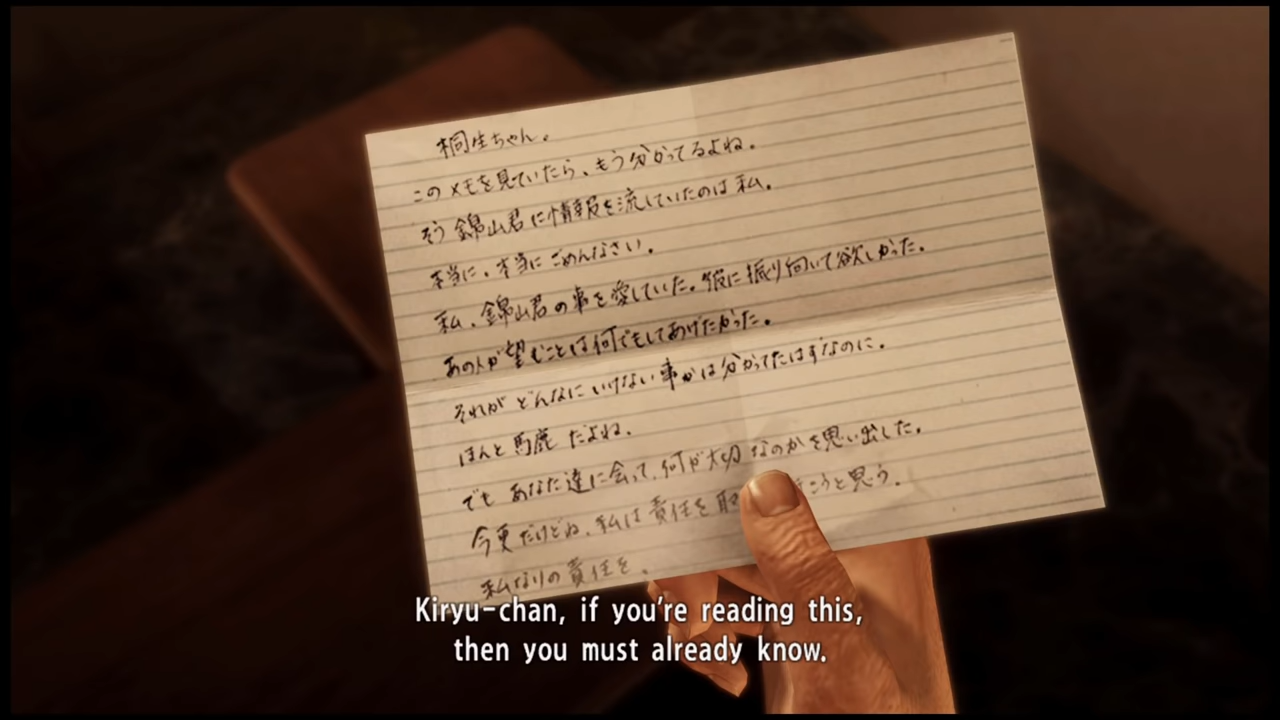 桐生ちゃん。
このメモを見ていたら、もう分かってるよね。
そう 錦山君に情報を流していたのは 私。
本当に、本当に ごめんなさい。
私、錦山君の事を愛していた。彼に振り向いて欲しかった。
あの人が望むことは何でもしてあげたかった。
それが どんなに いけない 事かは 分かってたはずなのに。
ほんと 馬鹿 だよね。
でも あなた達に会って、何が大切 なのかを思い出した。
今更だけどね、私は 責任を 取 こうと思う。
私なりの 責任を。
Kiryu-chan, if you're reading this,
then you must already know.